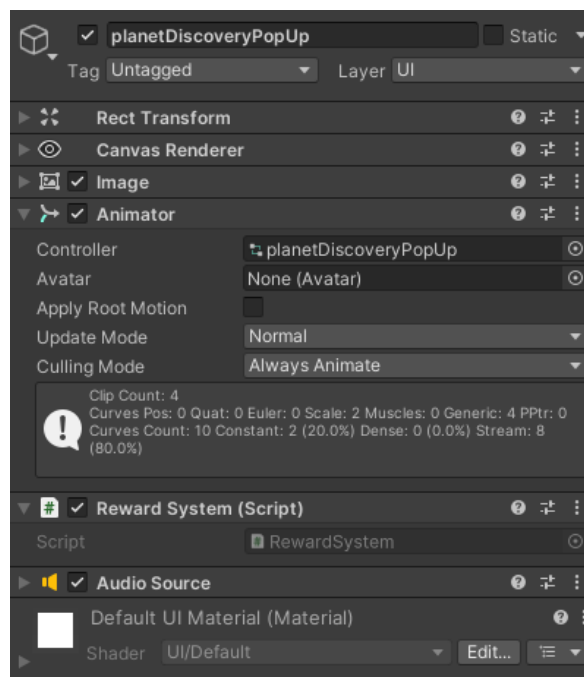 planetDiscoveryPopUp Static
Tag Untagged Layer UI
Rect Transform
Canvas Renderer
Image
Animator
Controller planetDiscoveryPopUp
Avatar None (Avatar)
Apply Root Motion
Update Mode Normal
Culling Mode Always Animate
Clip Count: 4
Curves Pos: 0 Quat: 0 Euler: 0 Scale: 2 Muscles: 0 Generic: 4 PPtr: 0
Curves Count: 10 Constant: 2 (20.0%) Dense: 0 (0.0%) Stream: 8
(80.0%)
# Reward System (Script)
Script # RewardSystem
Audio Source
Default UI Material (Material)
Shader UI/Default Edit...